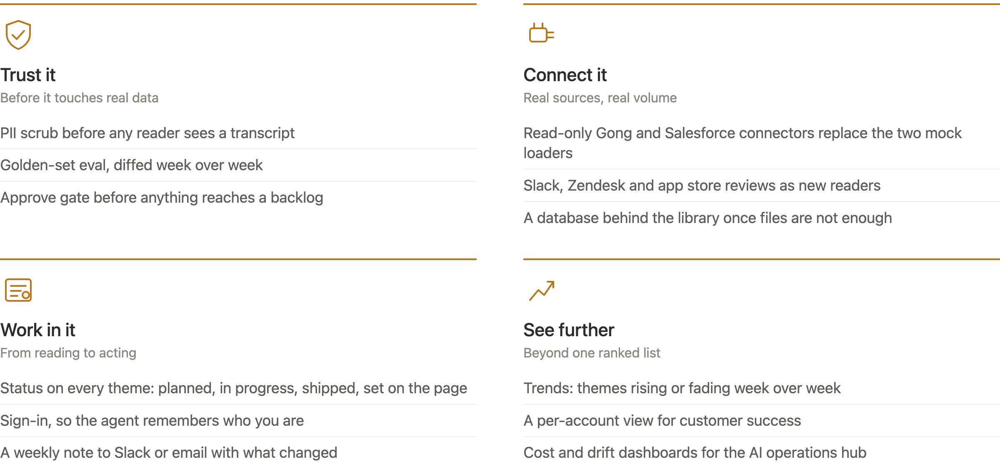 Trust it
Before it touches real data
PII scrub before any reader sees a transcript
Golden-set eval, diffed week over week
Approve gate before anything reaches a backlog
Connect it
Real sources, real volume
Read-only Gong and Salesforce connectors replace the two mock
loaders
Slack, Zendesk and app store reviews as new readers
A database behind the library once files are not enough
Work in it
From reading to acting
Status on every theme: planned, in progress, shipped, set on the page
Sign-in, so the agent remembers who you are
A weekly note to Slack or email with what changed
See further
Beyond one ranked list
Trends: themes rising or fading week over week
A per-account view for customer success
Cost and drift dashboards for the AI operations hub